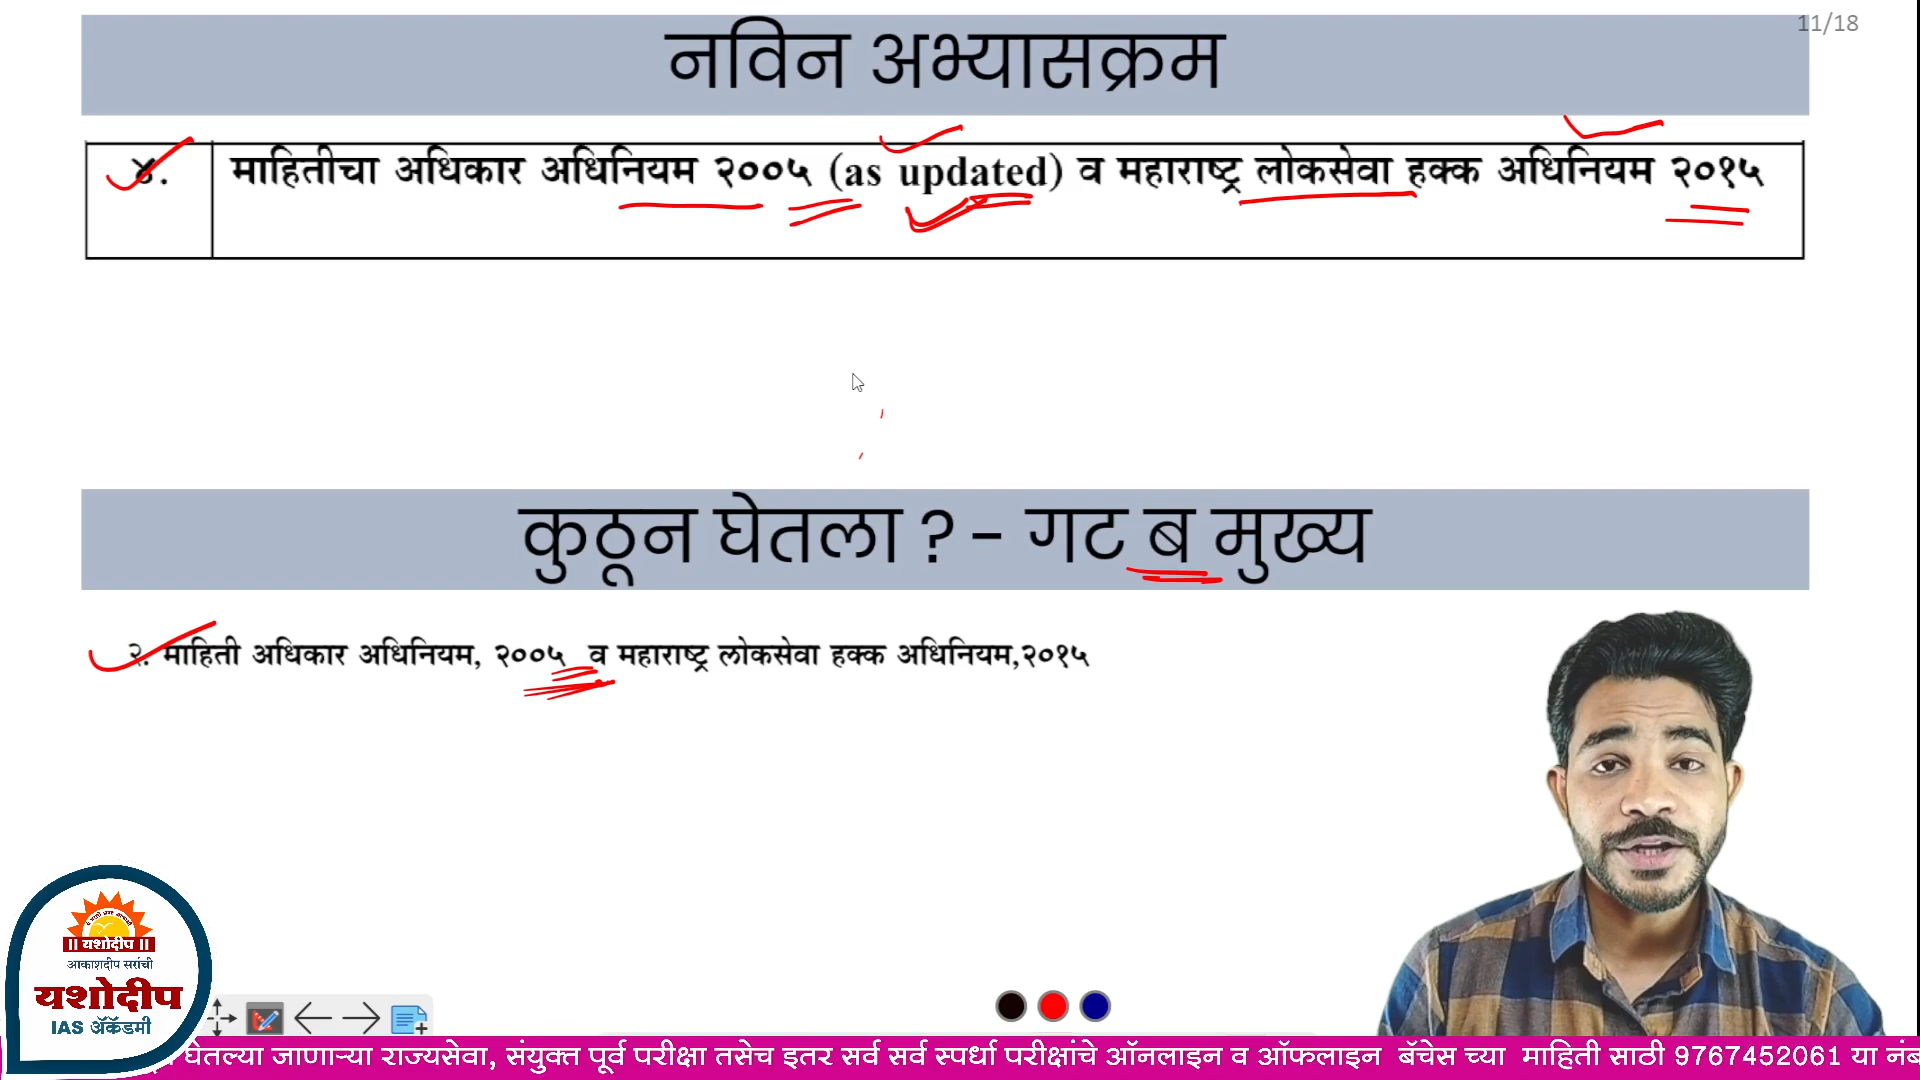 11/18
नविन अभ्यासक्रम
४. माहितीचा अधिकार अधिनियम २००५ (as updated) व महाराष्ट्र लोकसेवा हक्क अधिनियम २०१५
कुठून घेतला ? - गट ब मुख्य
२. माहिती अधिकार अधिनियम, २००५ व महाराष्ट्र लोकसेवा हक्क अधिनियम,२०१५
॥ यशोदीप ॥
आकाशदीप सरांची
यशोदीप
IAS ॲकॅडमी
घेतल्या जाणाऱ्या राज्यसेवा, संयुक्त पूर्व परीक्षा तसेच इतर सर्व सर्व स्पर्धा परीक्षांचे ऑनलाइन व ऑफलाइन बॅचेस च्या माहिती साठी 9767452061 या नंब